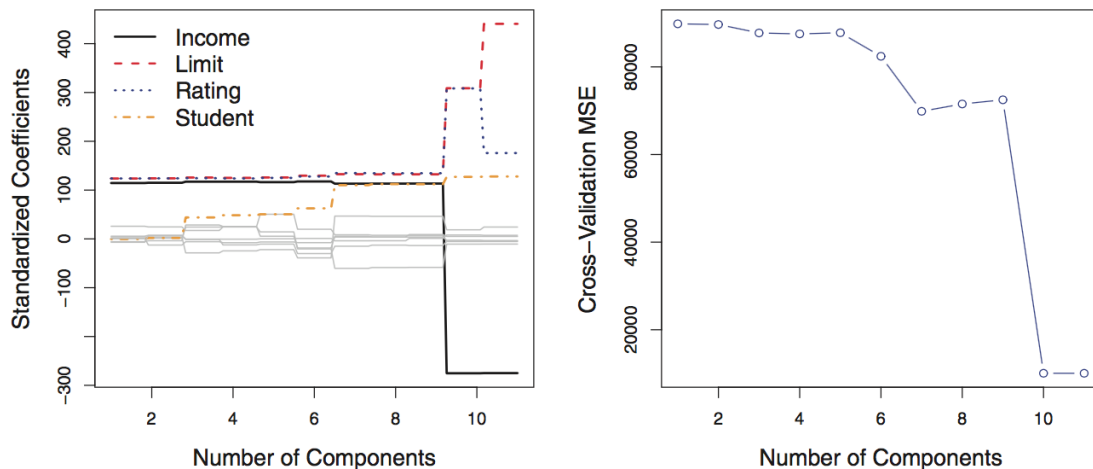 Income
Limit
Rating
Student
Standardized Coefficients
-300
-100
0
100
200
300
400
2
4
6
8
10
Number of Components
Cross-Validation MSE
20000
40000
60000
80000
2
4
6
8
10
Number of Components